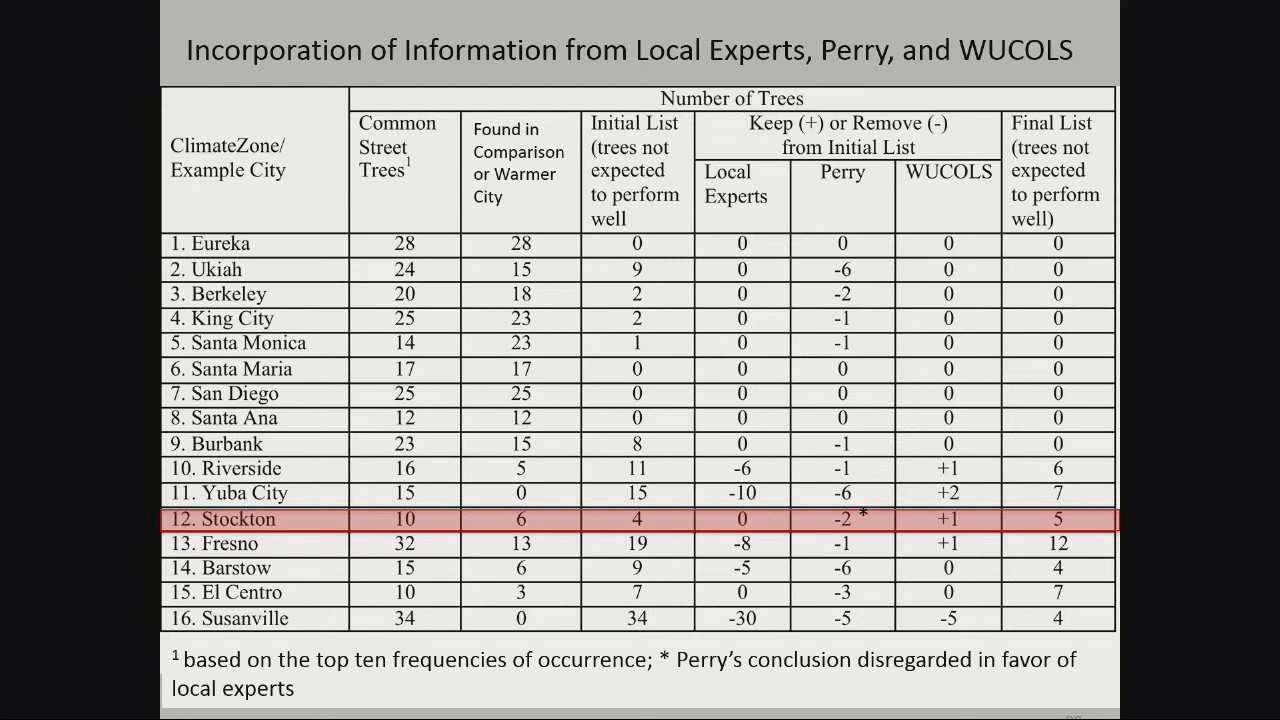 Incorporation of Information from Local Experts, Perry, and WUCOLS
Number of Trees
ClimateZone/
Example City
Common
Street
Trees1
Found in
Comparison
or Warmer
City
Initial List
(trees not
expected
to perform
well
Keep (+) or Remove (-)
from Initial List
Final List
(trees not
expected
to perform
well)
Local
Experts
Perry
WUCOLS
1. Eureka 28 28 0 0 0 0 0
2. Ukiah 24 15 9 0 -6 0 0
3. Berkeley 20 18 2 0 -2 0 0
4. King City 25 23 2 0 -1 0 0
5. Santa Monica 14 23 1 0 -1 0 0
6. Santa Maria 17 17 0 0 0 0 0
7. San Diego 25 25 0 0 0 0 0
8. Santa Ana 12 12 0 0 0 0 0
9. Burbank 23 15 8 0 -1 0 0
10. Riverside 16 5 11 -6 -1 +1 6
11. Yuba City 15 0 15 -10 -6 +2 7
12. Stockton 10 6 4 0 -2 * +1 5
13. Fresno 32 13 19 -8 -1 +1 12
14. Barstow 15 6 9 -5 -6 0 4
15. El Centro 10 3 7 0 -3 0 7
16. Susanville 34 0 34 -30 -5 -5 4
1 based on the top ten frequencies of occurrence; * Perry's conclusion disregarded in favor of
local experts